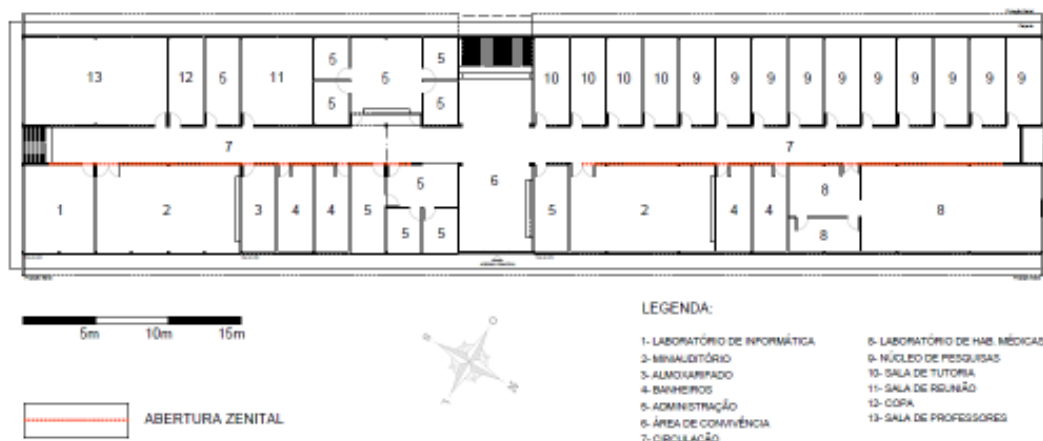 13 12 5 11 5 5 6 5 5 10 10 10 10 9 9 9 9 9 9 9 9 9 9
7 7
1 2 3 4 4 5 5 5 5 6 5 2 4 4 8 8 8
5m 10m 15m
ABERTURA ZENITAL
LEGENDA:
1- LABORATÓRIO DE INFORMÁTICA
2- MINIAUDITÓRIO
3- ALMOXARIFADO
4- BANHEIROS
5- ADMINISTRAÇÃO
6- ÁREA DE CONVIVÊNCIA
7- CIRCULAÇÃO
8- LABORATÓRIO DE HAB. MÉDICAS
9- NÚCLEO DE PESQUISAS
10- SALA DE TUTORIA
11- SALA DE REUNIÃO
12- COPA
13- SALA DE PROFESSORES